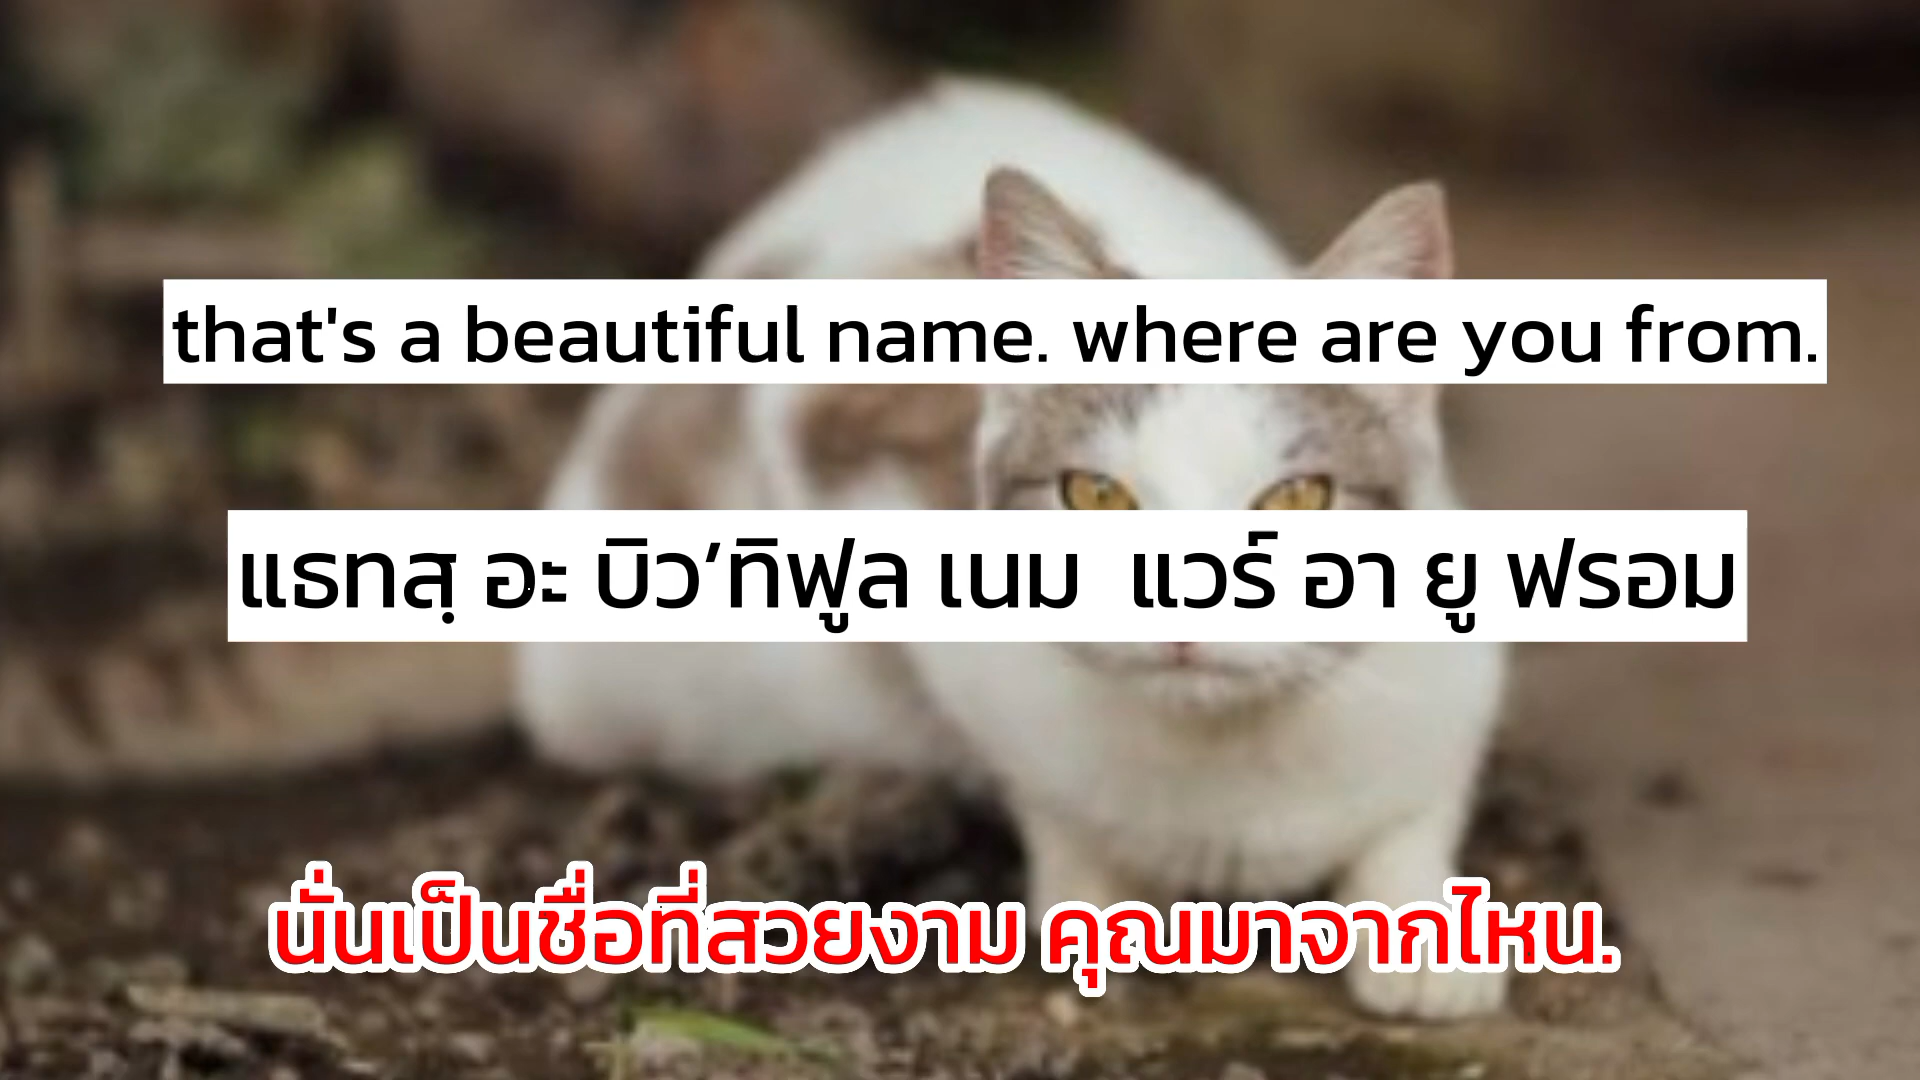 that's a beautiful name. where are you from.
แธทสฺ อะ บิว’ทิฟูล เนม แวร์ อา ยู ฟรอม
นั่นเป็นชื่อที่สวยงาม คุณมาจากไหน.